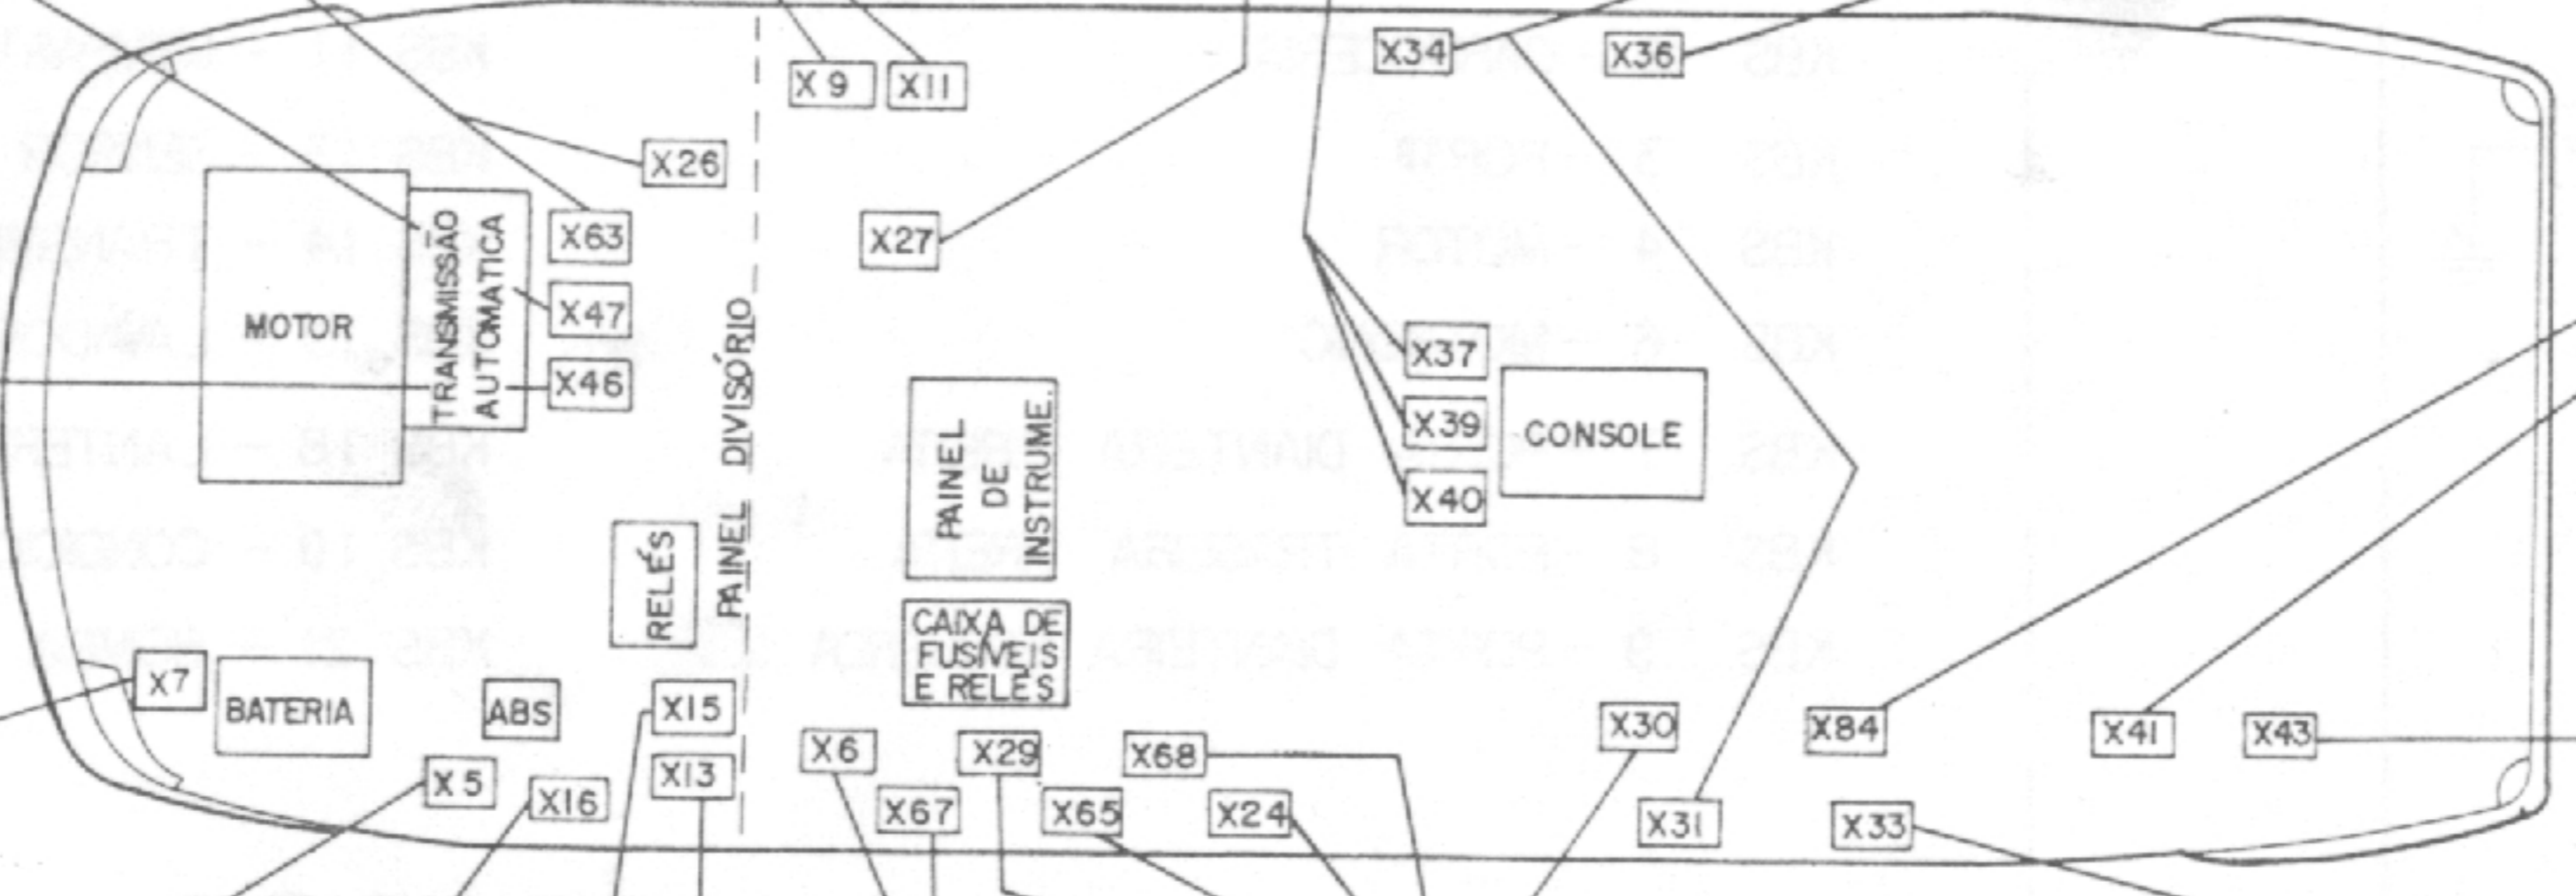 X34
X36
X 9
X11
X26
X63
X27
TRANSMISSÃO
AUTOMATICA
X47
MOTOR
X46
PAINEL DIVISÓRIO
X37
X39
X40
CONSOLE
PAINEL
DE
INSTRUME.
RELÉS
CAIXA DE
FUSÍVEIS
E RELÉS
X7
BATERIA
ABS
X15
X13
X 5
X16
X6
X29
X68
X67
X65
X24
X30
X84
X41
X43
X31
X33